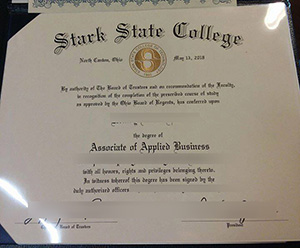 Stark State College
North Canton, Ohio May 15, 2018
By authority of The Board of Trustees and on recommendation of the Faculty,
in recognition of the completion of the prescribed course of study
as approved by the Ohio Board of Regents, has conferred upon
the degree of
Associate of Applied Business
with all honors, rights and privileges belonging thereto.
In witness whereof this degree has been signed by the
duly authorized officers
Board of Trustees President